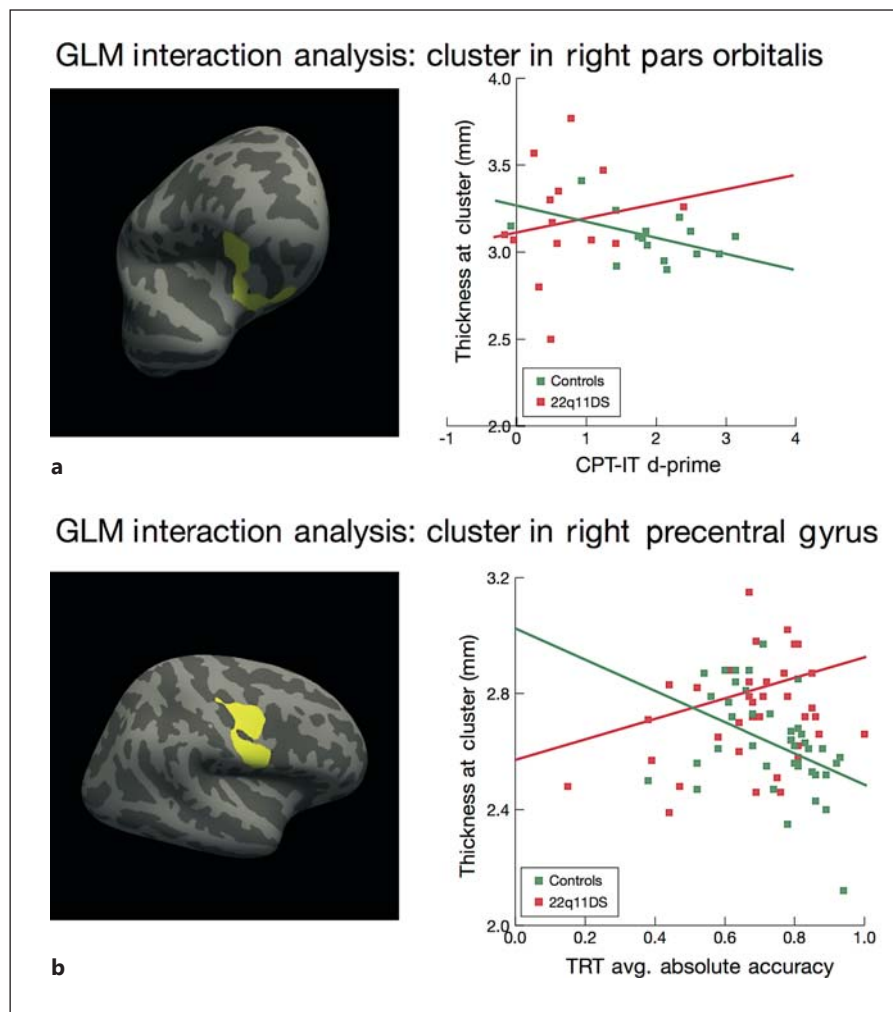 GLM interaction analysis: cluster in right pars orbitalis
4.0
3.5
3.0
2.5
2.0
Thickness at cluster (mm)
Controls
22q11DS
-1 0 1 2 3 4
CPT-IT d-prime
a
GLM interaction analysis: cluster in right precentral gyrus
3.2
2.8
2.4
2.0
Thickness at cluster (mm)
Controls
22q11DS
0.0 0.2 0.4 0.6 0.8 1.0
TRT avg. absolute accuracy
b